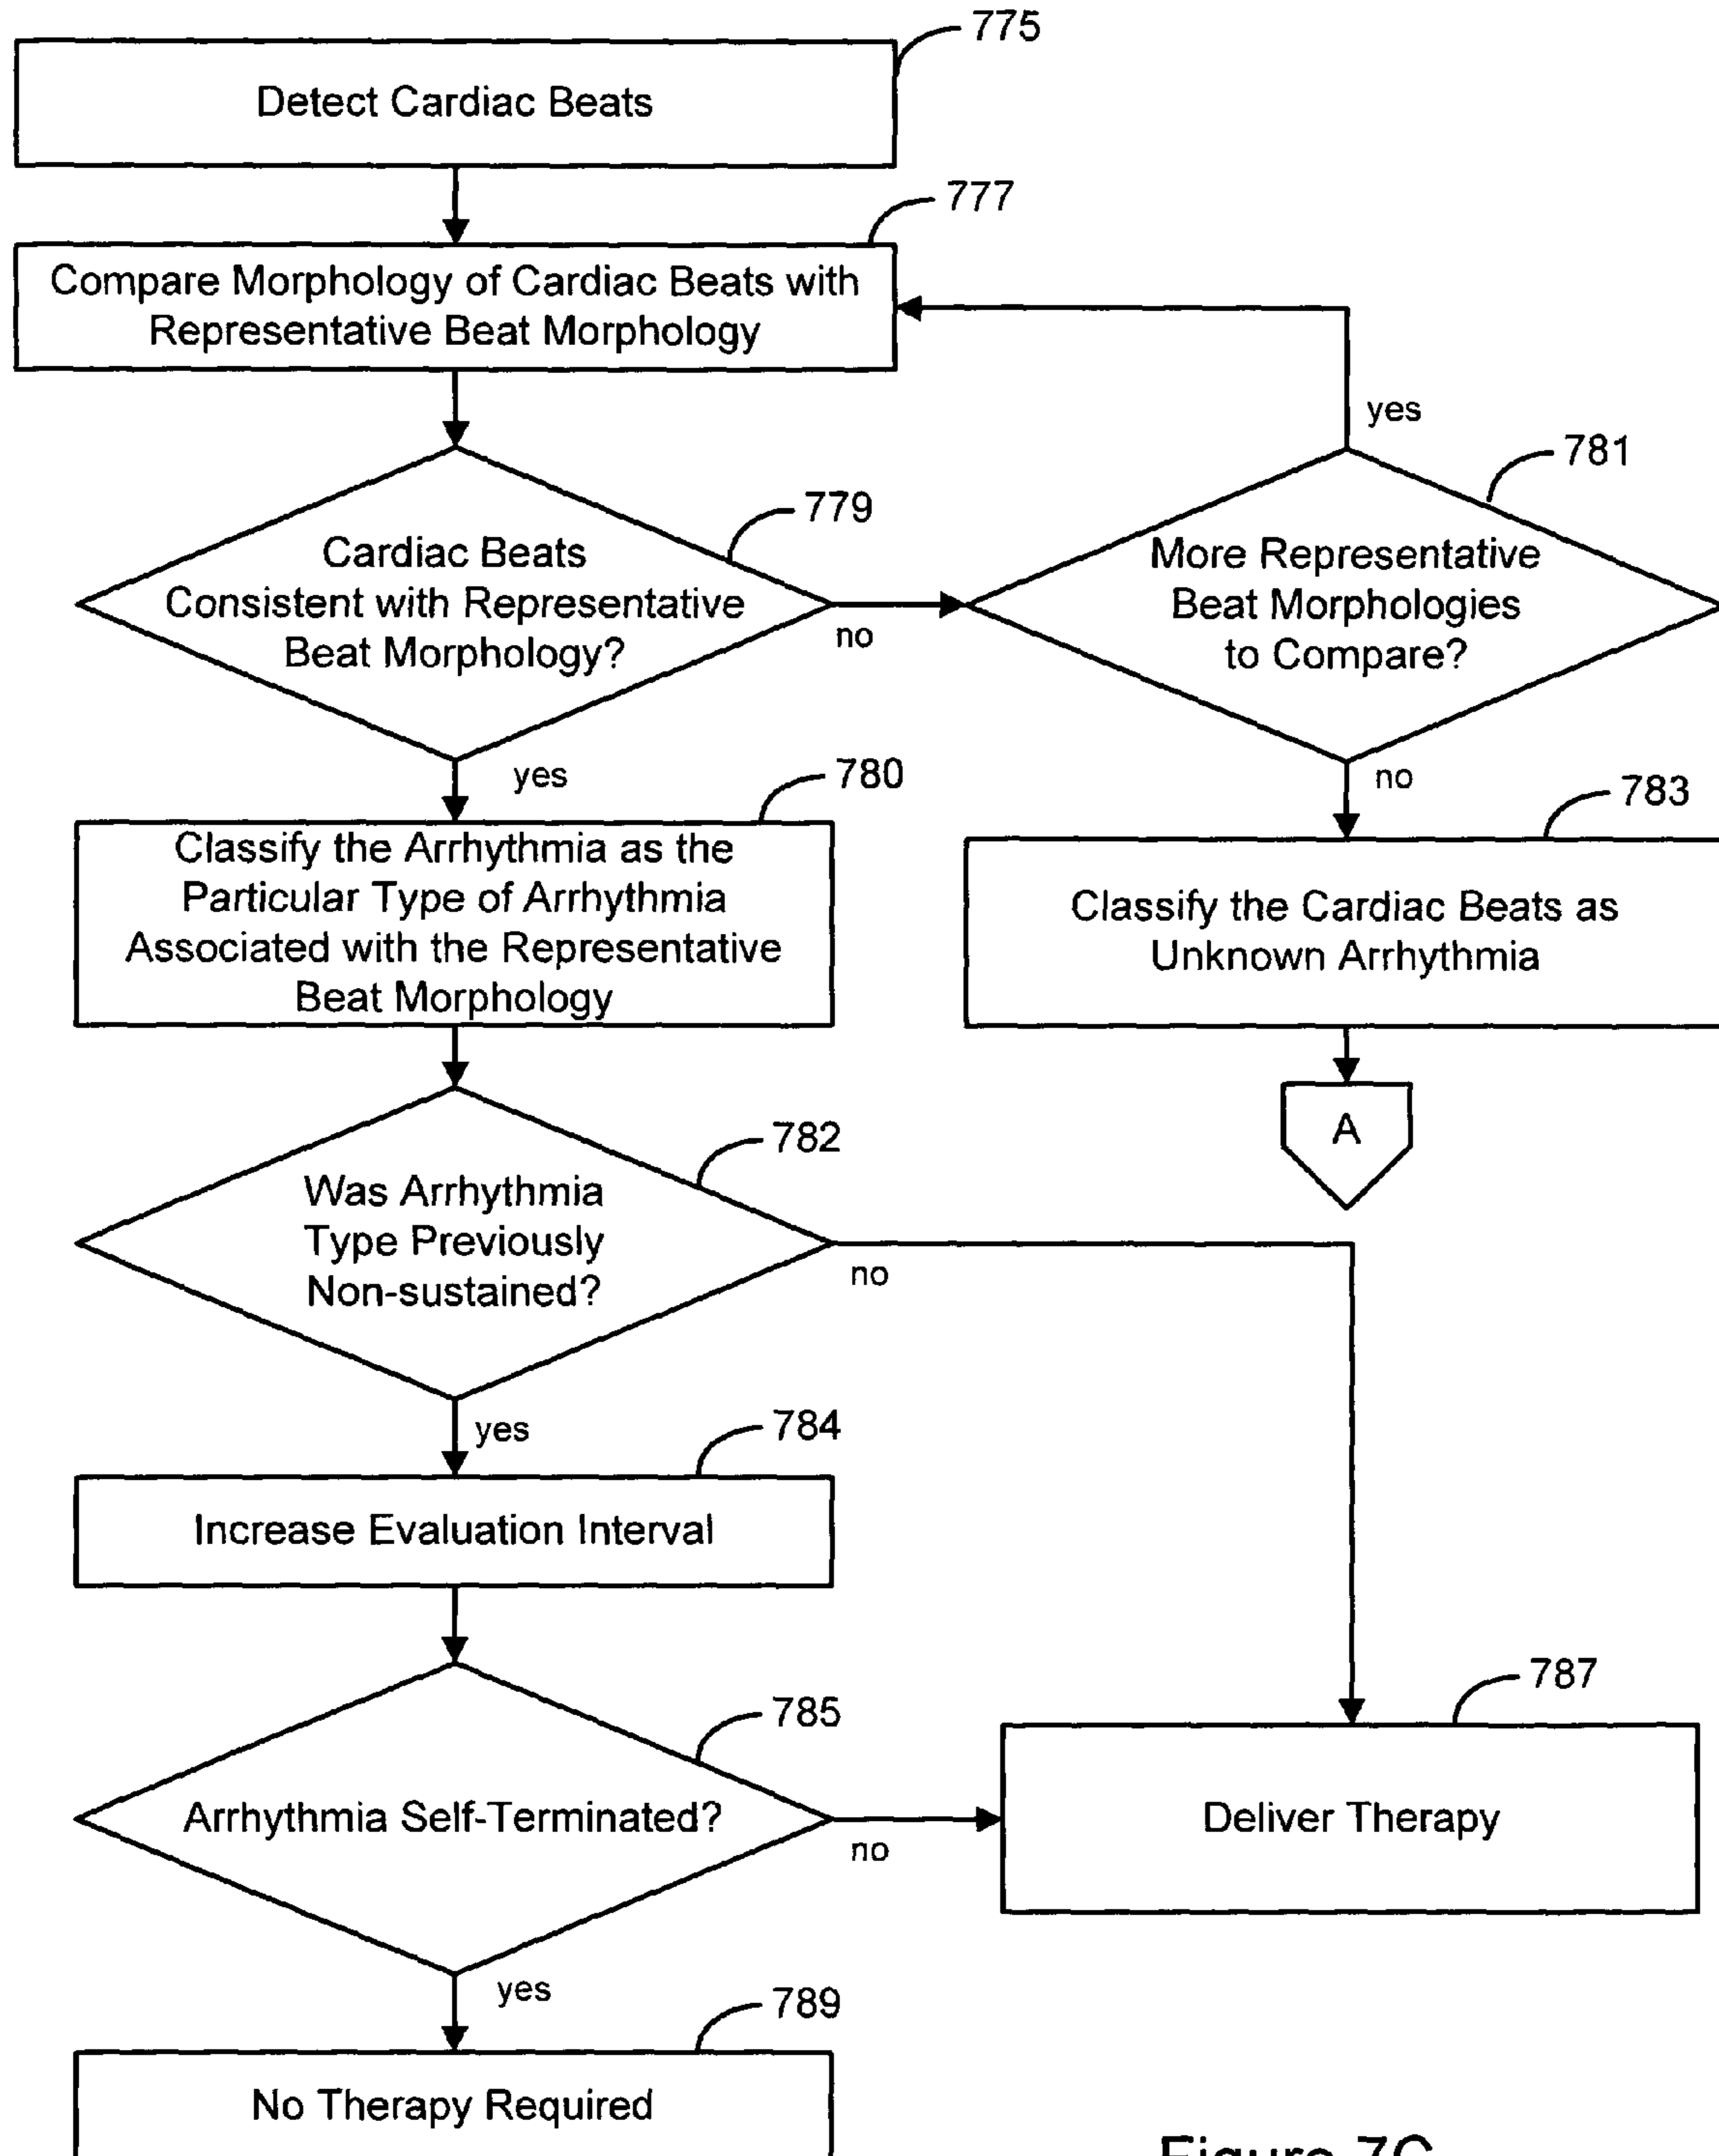 775
Detect Cardiac Beats
777
Compare Morphology of Cardiac Beats with
Representative Beat Morphology
yes
781
779
Cardiac Beats
Consistent with Representative
Beat Morphology?
no
More Representative
Beat Morphologies
to Compare?
yes
no
780
783
Classify the Arrhythmia as the
Particular Type of Arrhythmia
Associated with the Representative
Beat Morphology
Classify the Cardiac Beats as
Unknown Arrhythmia
A
782
Was Arrhythmia
Type Previously
Non-sustained?
no
yes
784
Increase Evaluation Interval
785
787
Arrhythmia Self-Terminated?
no
Deliver Therapy
yes
789
No Therapy Required
Figure 7C